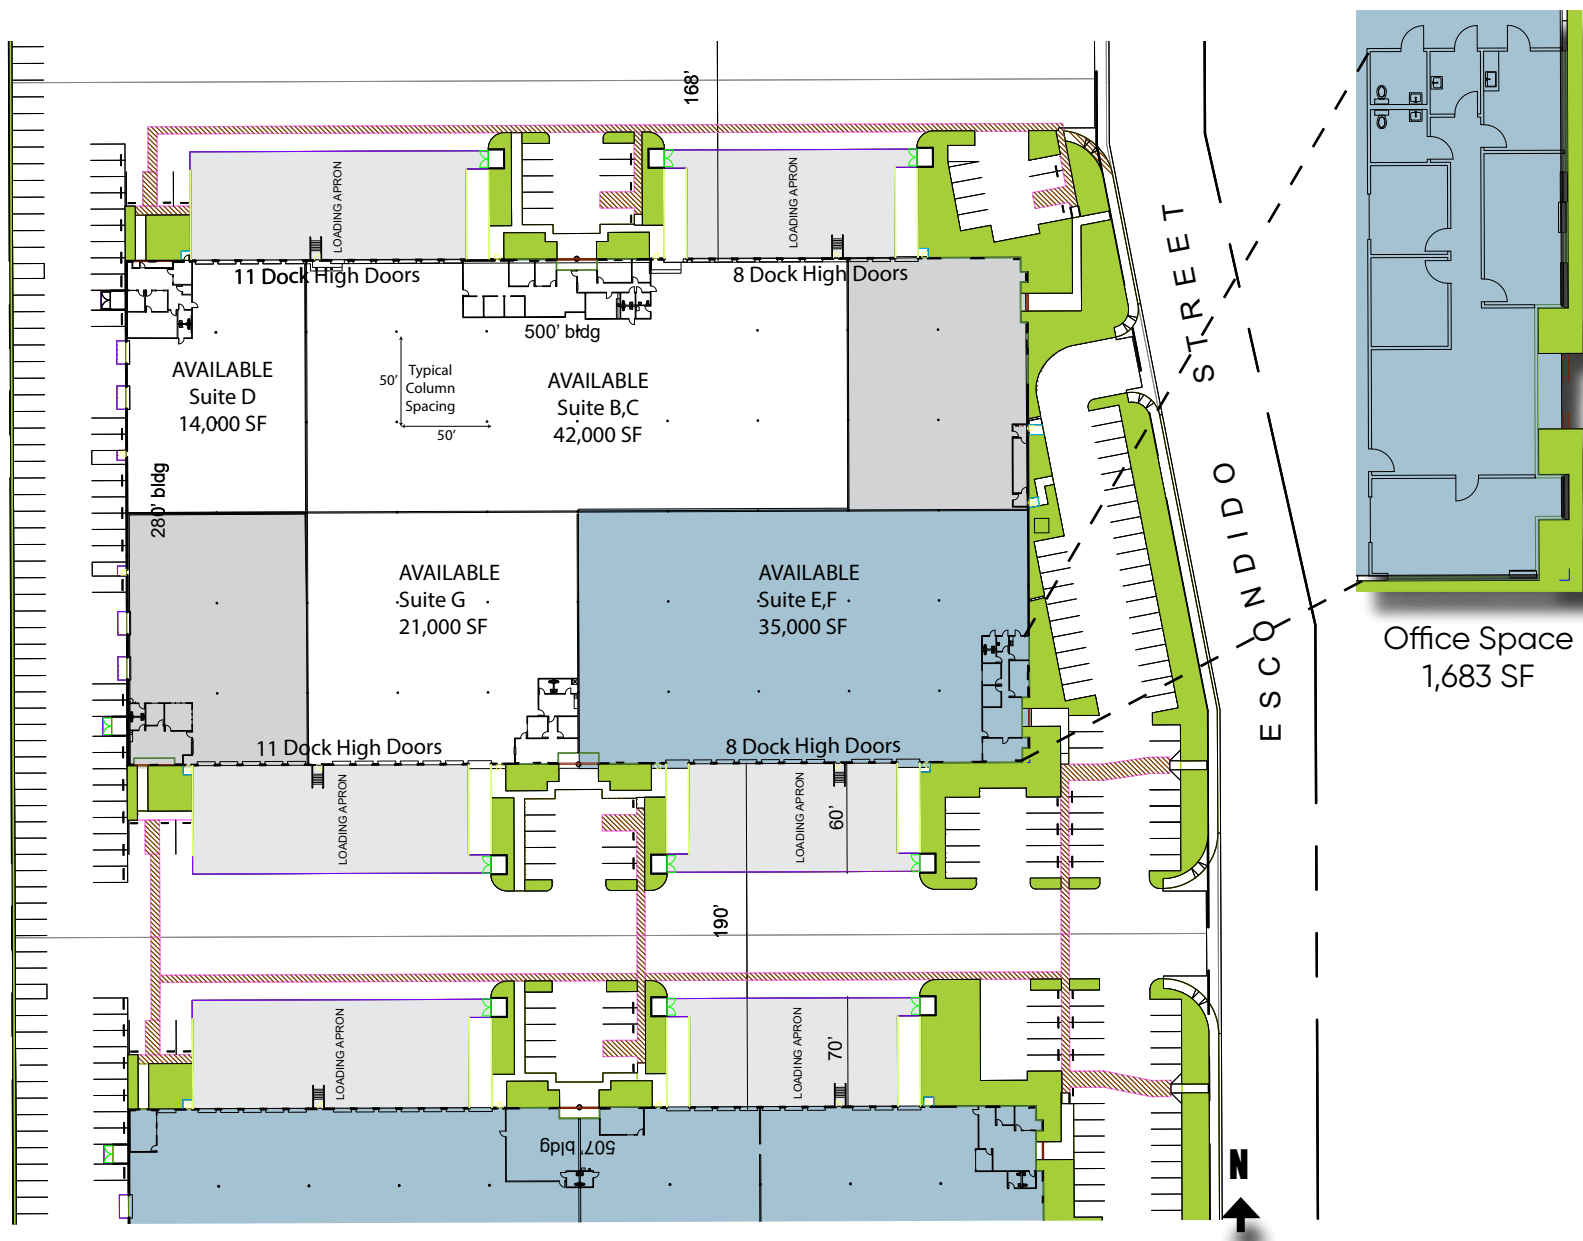 168'
LOADING APRON
LOADING APRON
11 Dock High Doors
8 Dock High Doors
500' bldg
AVAILABLE
Suite D
14,000 SF
50'
Typical
Column
Spacing
50'
AVAILABLE
Suite B,C
42,000 SF
280' bldg
AVAILABLE
Suite G
21,000 SF
AVAILABLE
Suite E,F
35,000 SF
11 Dock High Doors
8 Dock High Doors
LOADING APRON
LOADING APRON
60'
190'
LOADING APRON
LOADING APRON
70'
507' bldg
ESCONDIDO STREET
Office Space
1,683 SF
N